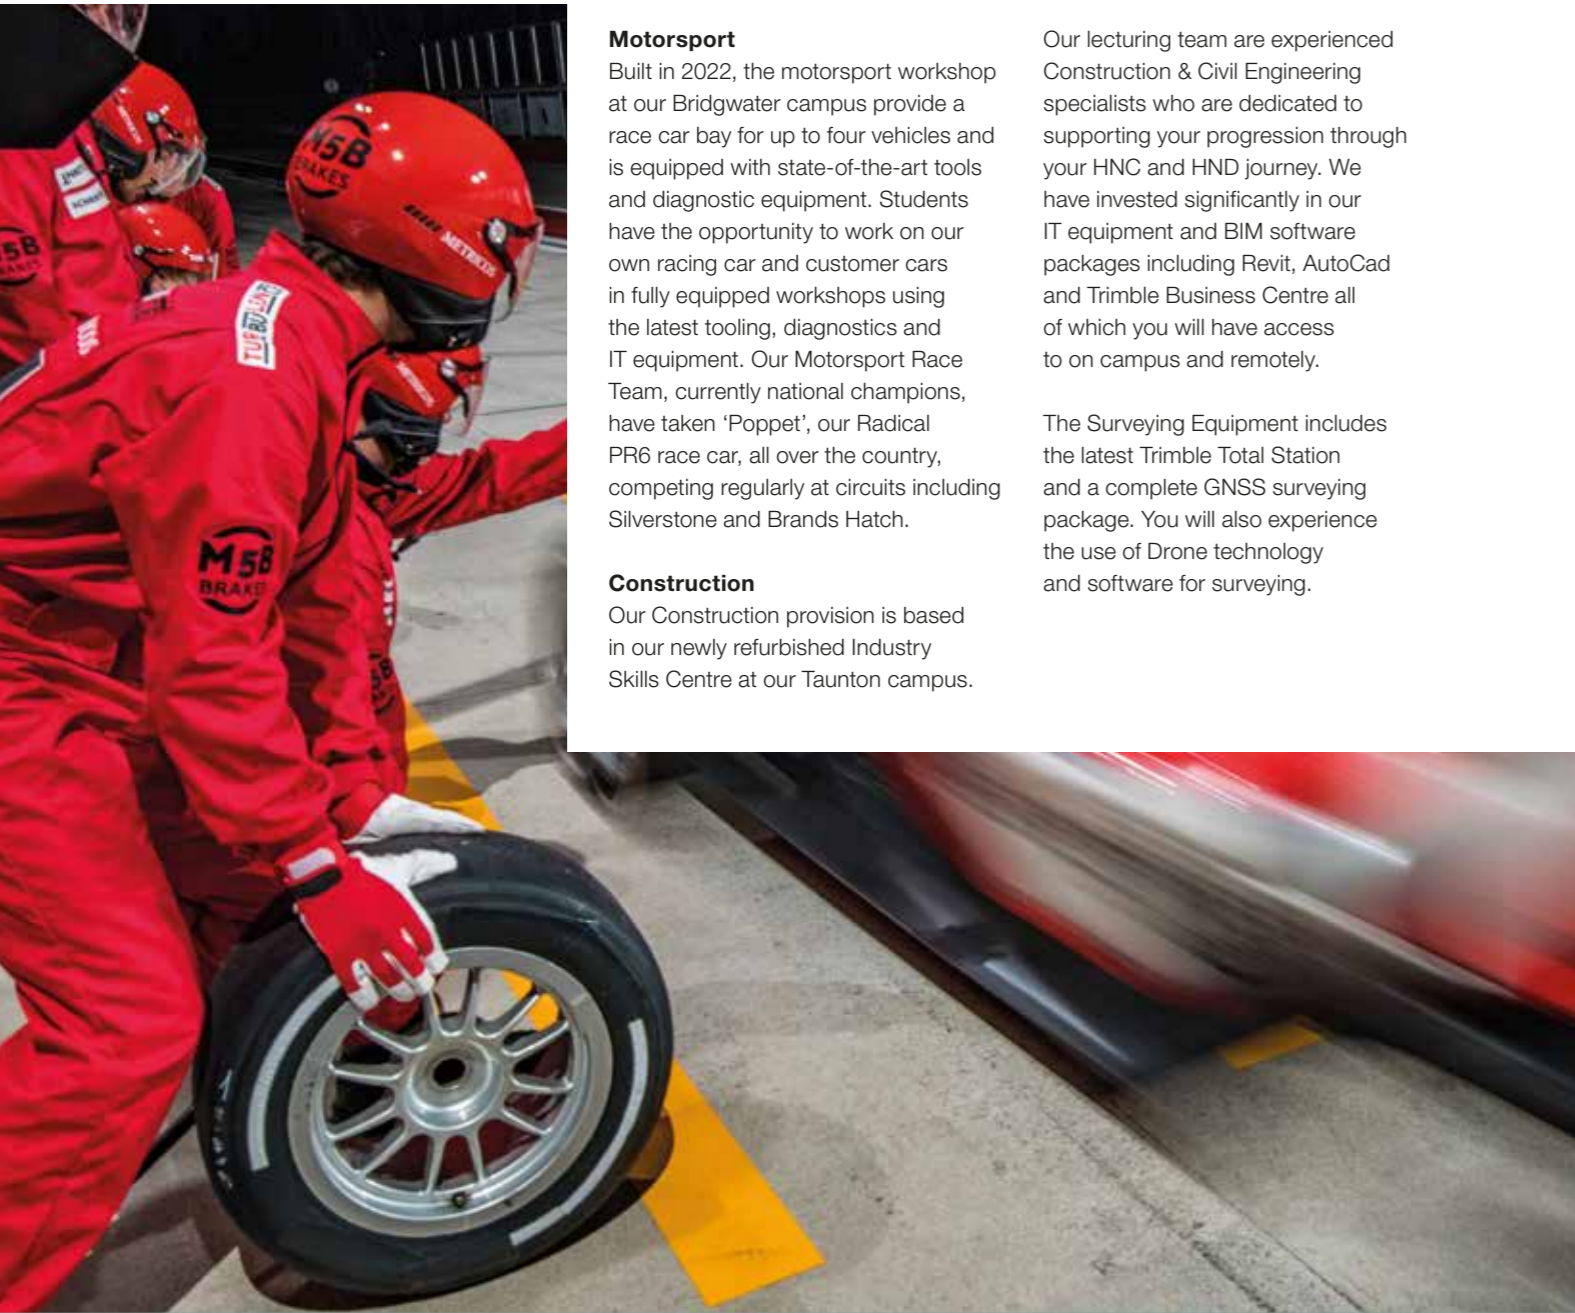 Motorsport
Built in 2022, the motorsport workshop
at our Bridgwater campus provide a
race car bay for up to four vehicles and
is equipped with state-of-the-art tools
and diagnostic equipment. Students
have the opportunity to work on our
own racing car and customer cars
in fully equipped workshops using
the latest tooling, diagnostics and
IT equipment. Our Motorsport Race
Team, currently national champions,
have taken ‘Poppet’, our Radical
PR6 race car, all over the country,
competing regularly at circuits including
Silverstone and Brands Hatch.
Construction
Our Construction provision is based
in our newly refurbished Industry
Skills Centre at our Taunton campus.
Our lecturing team are experienced
Construction & Civil Engineering
specialists who are dedicated to
supporting your progression through
your HNC and HND journey. We
have invested significantly in our
IT equipment and BIM software
packages including Revit, AutoCad
and Trimble Business Centre all
of which you will have access
to on campus and remotely.
The Surveying Equipment includes
the latest Trimble Total Station
and a complete GNSS surveying
package. You will also experience
the use of Drone technology
and software for surveying.
M5B
BRAKES
METRICDS
M5B
BRAKES